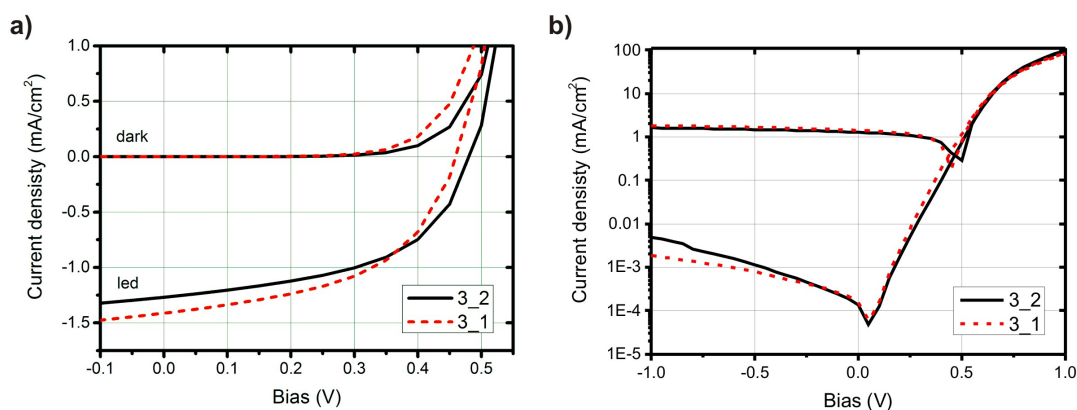 a)
Current densisty (mA/cm²)
1.0
0.5
0.0
-0.5
-1.0
-1.5
dark
led
3_2
3_1
-0.1 0.0 0.1 0.2 0.3 0.4 0.5
Bias (V)
b)
Current densisty (mA/cm²)
100
10
1
0.1
0.01
1E-3
1E-4
1E-5
3_2
3_1
-1.0 -0.5 0.0 0.5 1.0
Bias (V)